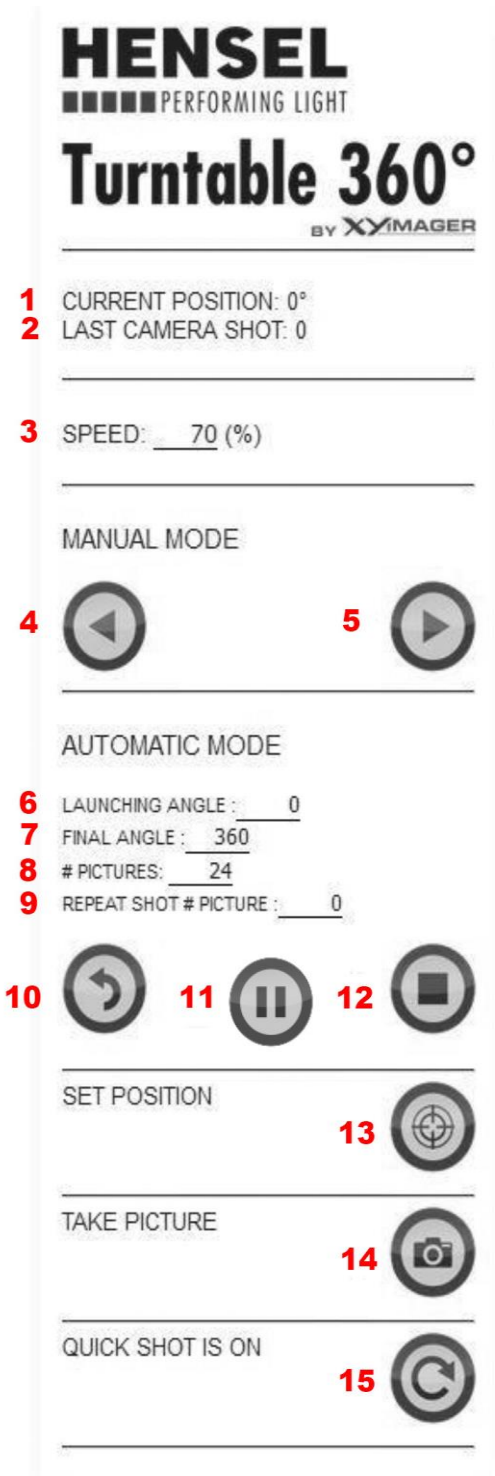 HENSEL
PERFORMING LIGHT
Turntable 360°
BY XYIMAGER
1 CURRENT POSITION: 0°
2 LAST CAMERA SHOT: 0
3 SPEED: 70 (%)
MANUAL MODE
4 5
AUTOMATIC MODE
6 LAUNCHING ANGLE : 0
7 FINAL ANGLE : 360
8 # PICTURES: 24
9 REPEAT SHOT # PICTURE : 0
10 11 12
SET POSITION
13
TAKE PICTURE
14
QUICK SHOT IS ON
15